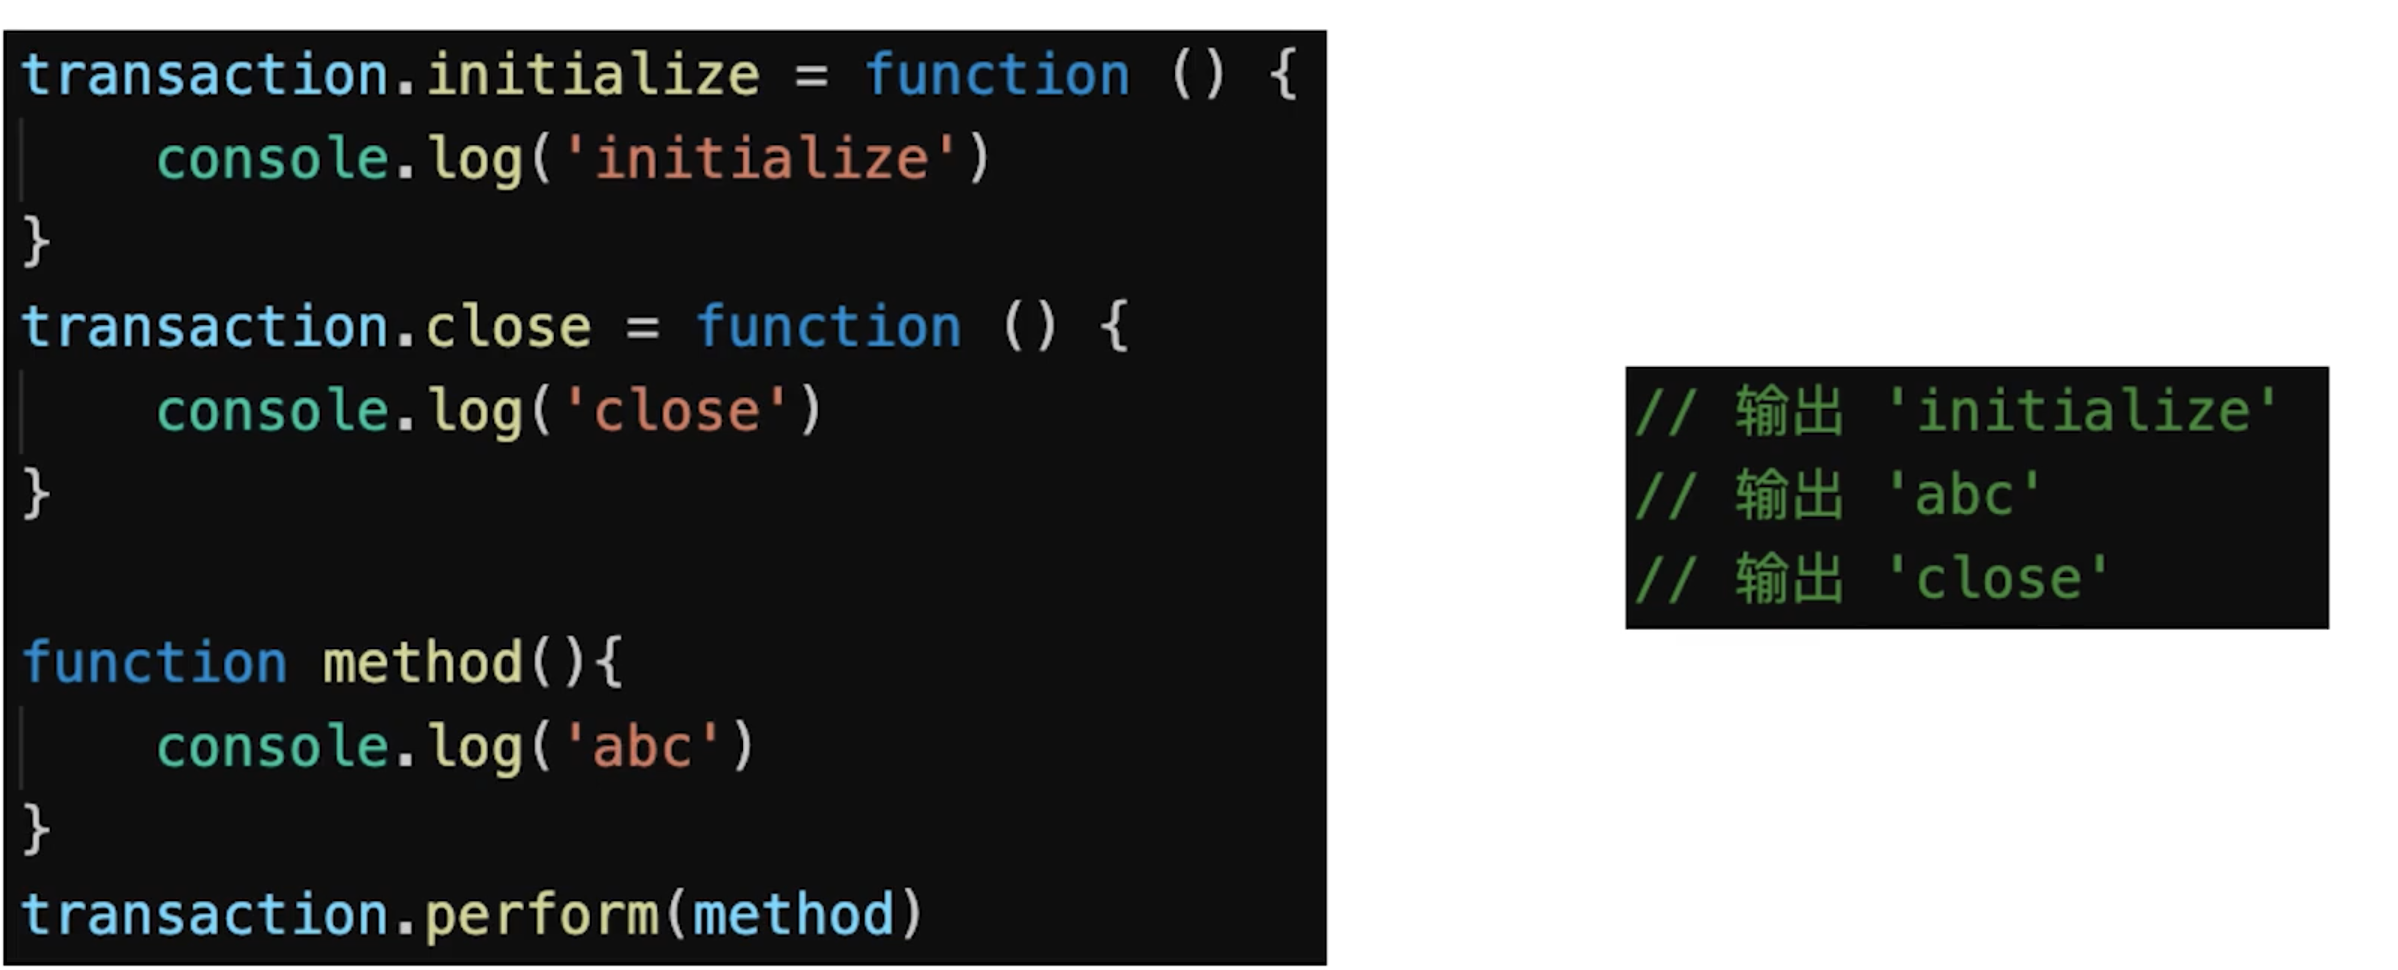 transaction.initialize = function () {
    console.log('initialize')
}
transaction.close = function () {
    console.log('close')
}
function method(){
    console.log('abc')
}
transaction.perform(method)
// 输出 'initialize'
// 输出 'abc'
// 输出 'close'